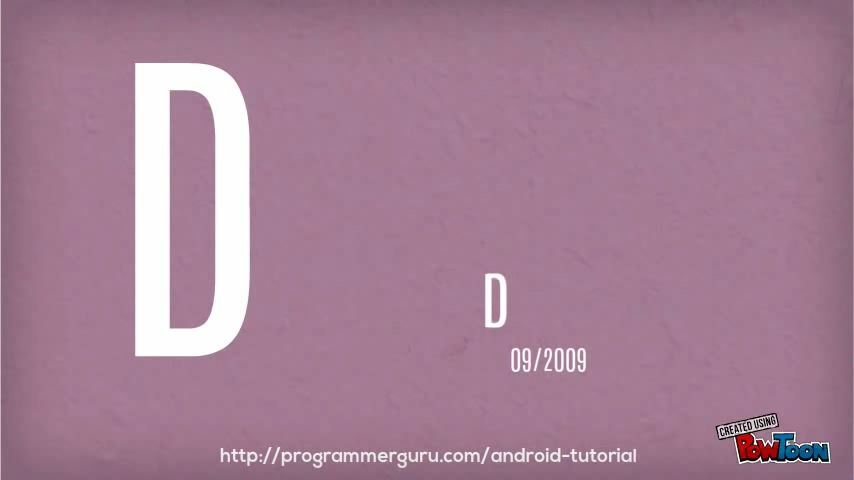 D
D
09/2009
http://programmerguru.com/android-tutorial
CREATED USING
POWTOON